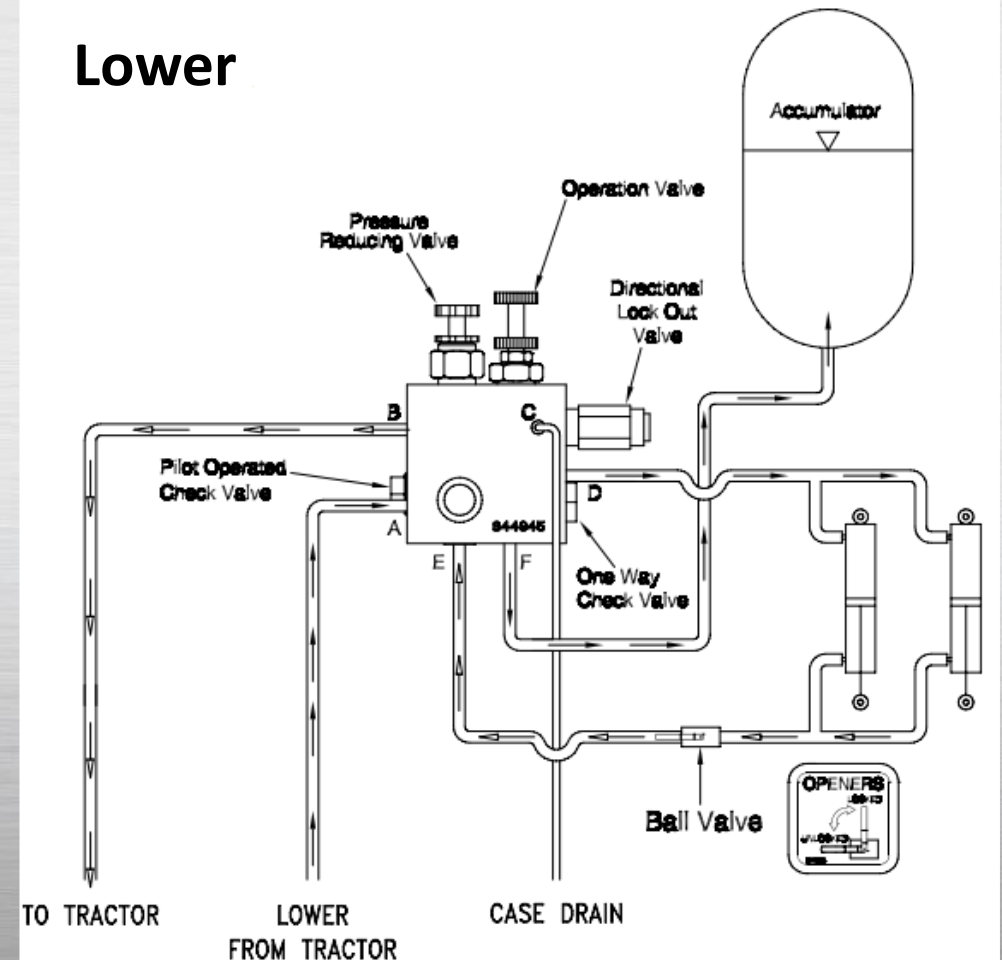 Lower
Accumulator
Operation Valve
Pressure
Reducing Valve
Directional
Lock Out
Valve
B
C
Pilot Operated
Check Valve
D
A
S44945
E
F
One Way
Check Valve
OPENERS
Ball Valve
TO TRACTOR
LOWER
FROM TRACTOR
CASE DRAIN